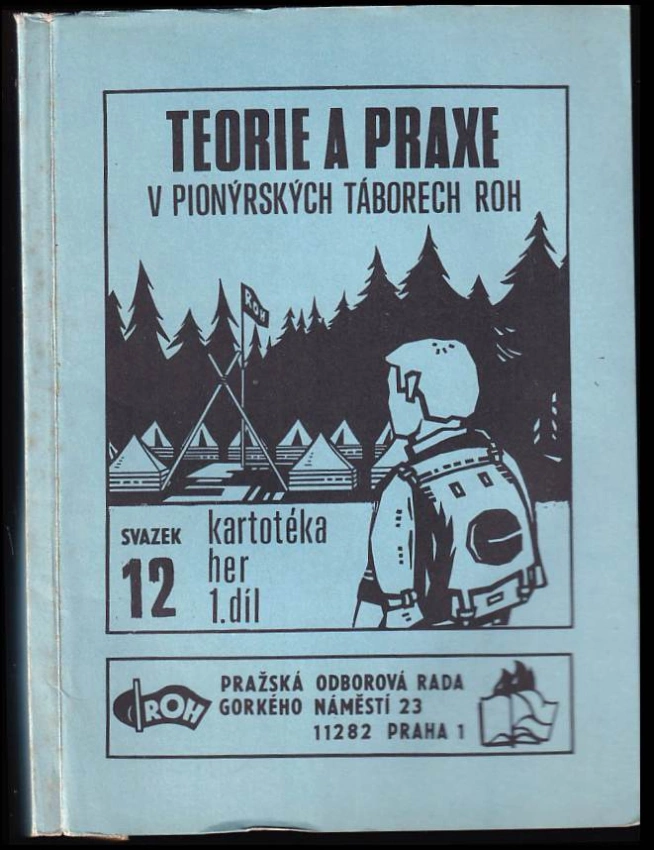 TEORIE A PRAXE
V PIONÝRSKÝCH TÁBORECH ROH
ROH
SVAZEK
12
kartotéka
her
1.díl
ROH
PRAŽSKÁ ODBOROVÁ RADA
GORKÉHO NÁMĚSTÍ 23
11282 PRAHA 1